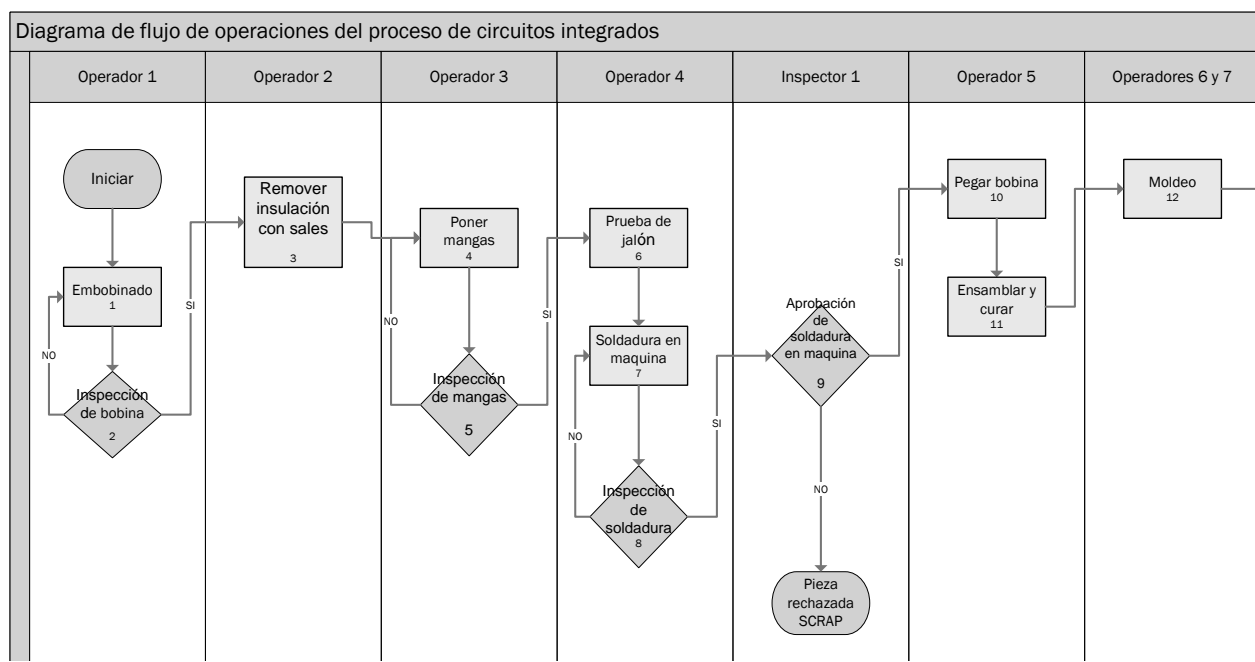 Diagrama de flujo de operaciones del proceso de circuitos integrados
Operador 1
Operador 2
Operador 3
Operador 4
Inspector 1
Operador 5
Operadores 6 y 7
Iniciar
Embobinado
1
NO
SI
Inspección
de bobina
2
Remover
insulación
con sales
3
Poner
mangas
4
NO
SI
Inspección
de mangas
5
Prueba de
jalón
6
Soldadura en
maquina
7
NO
SI
Inspección
de
soldadura
8
Aprobación
de
soldadura
en maquina
9
SI
NO
Pieza
rechazada
SCRAP
Pegar bobina
10
Ensamblar y
curar
11
Moldeo
12